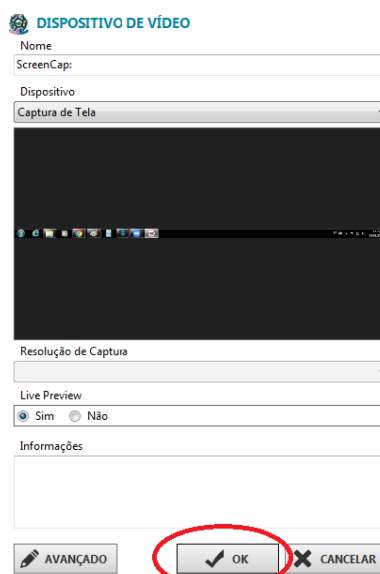 DISPOSITIVO DE VÍDEO
Nome
ScreenCap:
Dispositivo
Captura de Tela
Resolução de Captura
Live Preview
Sim Não
Informações
AVANÇADO OK CANCELAR